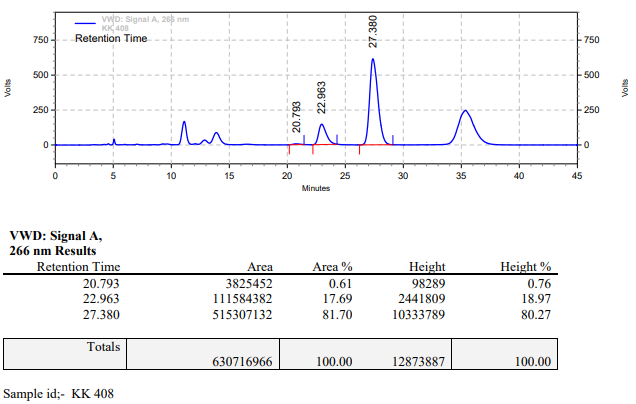 VWD: Signal A, 266 nm
KK 408
Retention Time
20.793
22.963
27.380
750
500
250
0
750
500
250
0
Volts
Volts
0 5 10 15 20 25 30 35 40 45
Minutes
VWD: Signal A,
266 nm Results
Retention Time Area Area % Height Height %
20.793 3825452 0.61 98289 0.76
22.963 111584382 17.69 2441809 18.97
27.380 515307132 81.70 10333789 80.27
Totals
630716966 100.00 12873887 100.00
Sample id;- KK 408